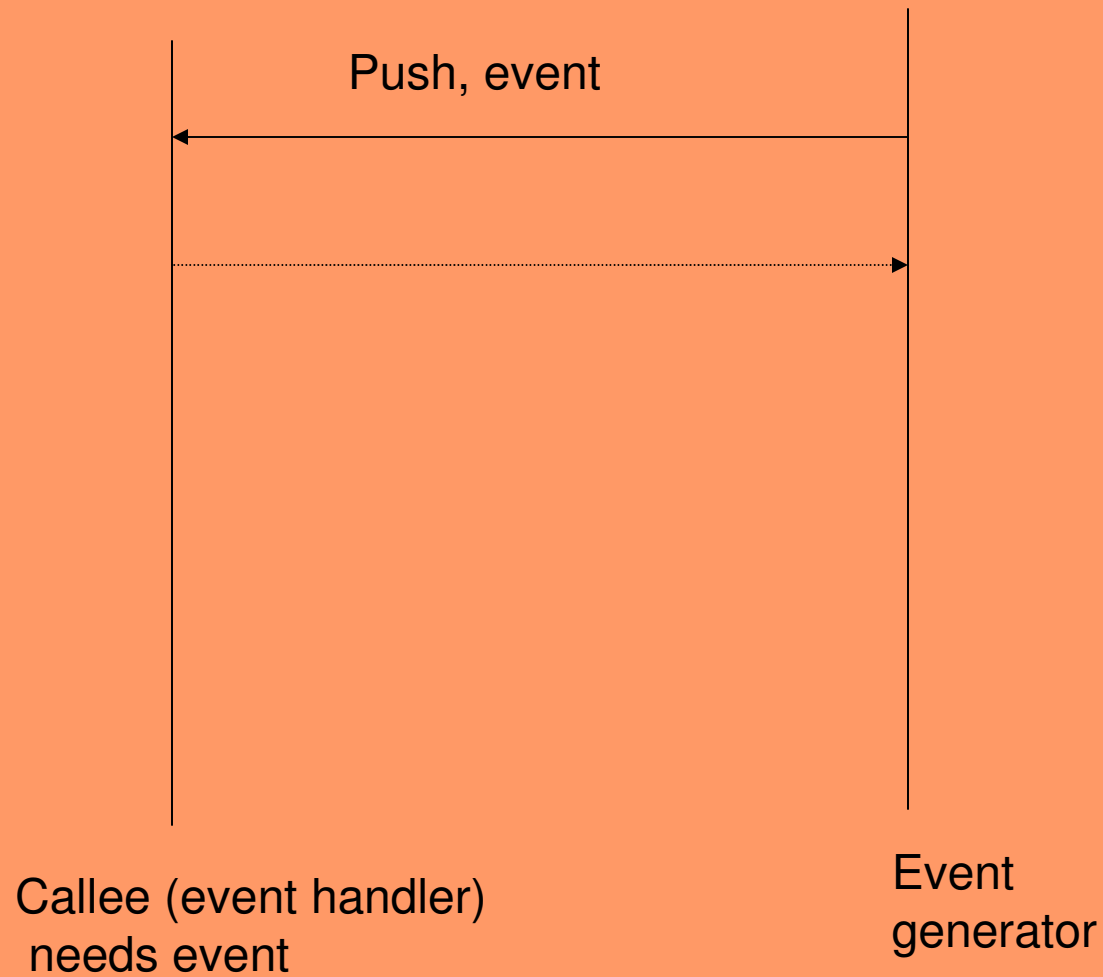 Push, event
Callee (event handler)
needs event
Event
generator